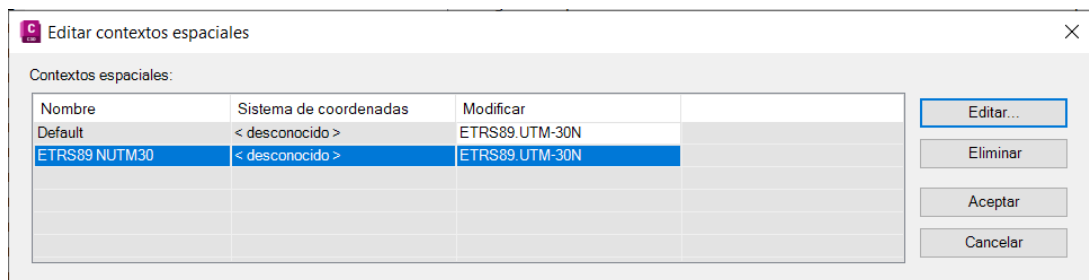 Editar contextos espaciales
Contextos espaciales:
Nombre Sistema de coordenadas Modificar
Default < desconocido > ETRS89.UTM-30N
ETRS89 NUTM30 < desconocido > ETRS89.UTM-30N
Editar...
Eliminar
Aceptar
Cancelar